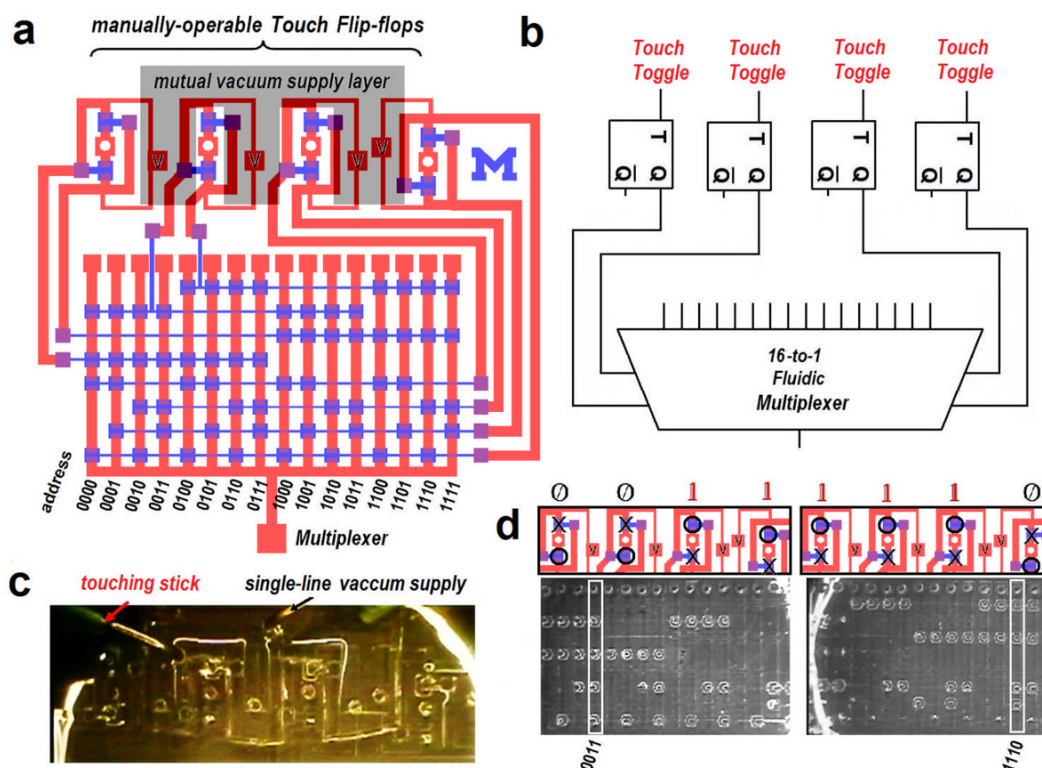 a
manually-operable Touch Flip-flops
mutual vacuum supply layer
V
V
V
V
M
address
0000
0001
0010
0011
0100
0101
0110
0111
1000
1001
1010
1011
1100
1101
1110
1111
Multiplexer
b
Touch Toggle
Touch Toggle
Touch Toggle
Touch Toggle
T
Q
Q̅
T
Q
Q̅
T
Q
Q̅
T
Q
Q̅
16-to-1
Fluidic
Multiplexer
c
touching stick
single-line vaccum supply
d
0 0 1 1
1 1 1 0
X X O O
O O X X
V V V
O O O X
X X X O
V V V
0011
1110